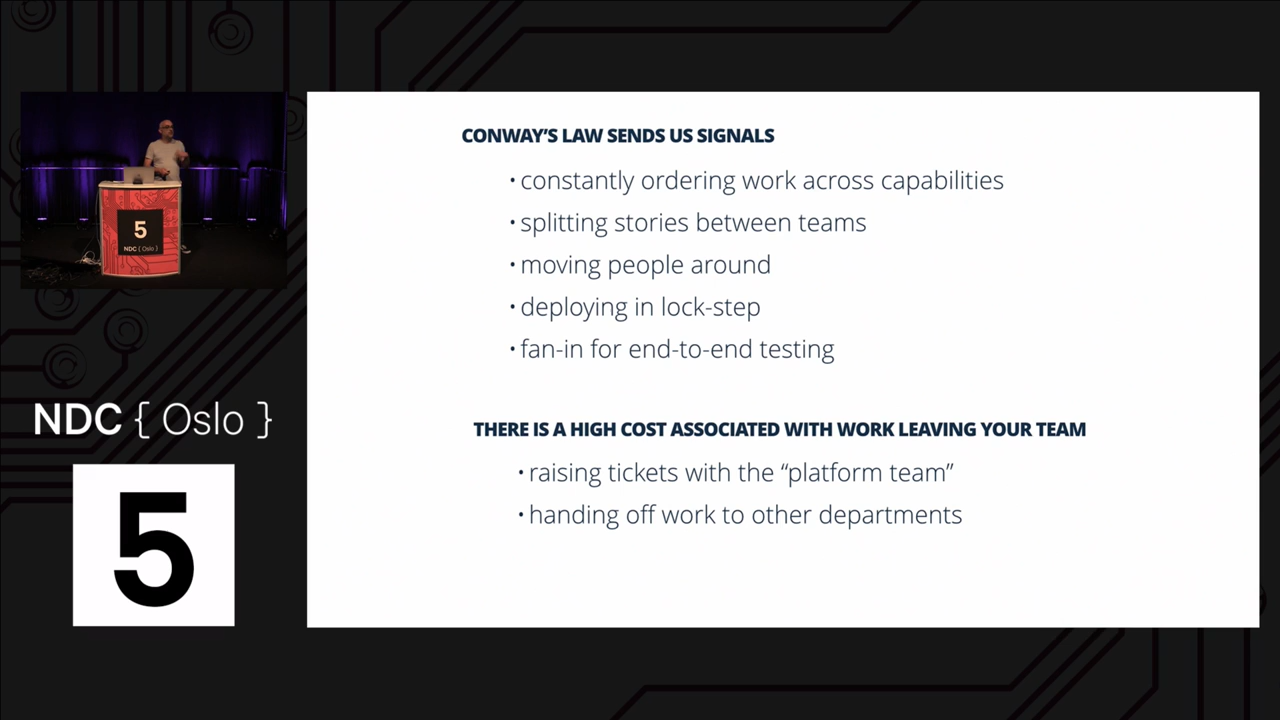 CONWAY'S LAW SENDS US SIGNALS
• constantly ordering work across capabilities
• splitting stories between teams
• moving people around
• deploying in lock-step
• fan-in for end-to-end testing
THERE IS A HIGH COST ASSOCIATED WITH WORK LEAVING YOUR TEAM
• raising tickets with the “platform team”
• handing off work to other departments
5
NDC { Oslo }
NDC { Oslo }
5